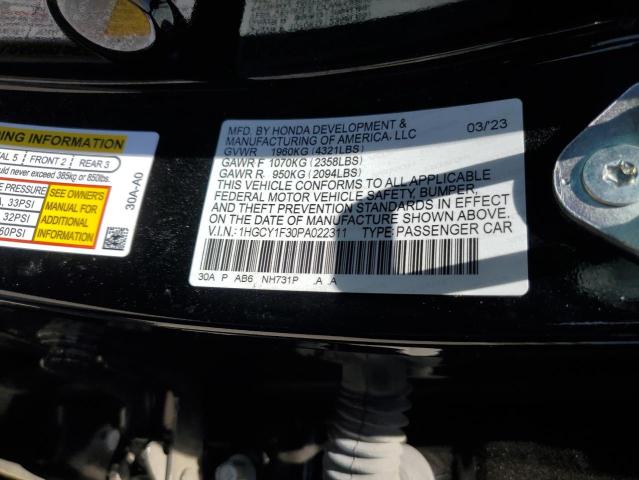 DING INFORMATION
AL 5 FRONT 2 REAR 3
ould never exceed 385kg or 850lbs.
PRESSURE
33PSI
32PSI
60PSI
SEE OWNER'S
MANUAL FOR
ADDITIONAL
INFORMATION
30A-A0
MFD. BY HONDA DEVELOPMENT & 03/'23
MANUFACTURING OF AMERICA, LLC
GVWR 1960KG (4321LBS)
GAWR F 1070KG (2358LBS)
GAWR R 950KG (2094LBS)
THIS VEHICLE CONFORMS TO ALL APPLICABLE
FEDERAL MOTOR VEHICLE SAFETY, BUMPER,
AND THEFT PREVENTION STANDARDS IN EFFECT
ON THE DATE OF MANUFACTURE SHOWN ABOVE.
V.I.N.: 1HGCY1F30PA022311 TYPE: PASSENGER CAR
30A P AB6 NH731P .A .A